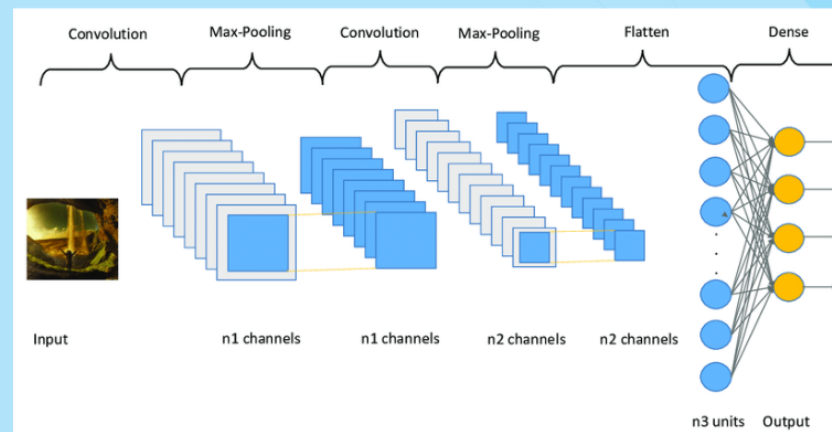 Convolution
Max-Pooling
Convolution
Max-Pooling
Flatten
Dense
Input
n1 channels
n1 channels
n2 channels
n2 channels
n3 units
Output